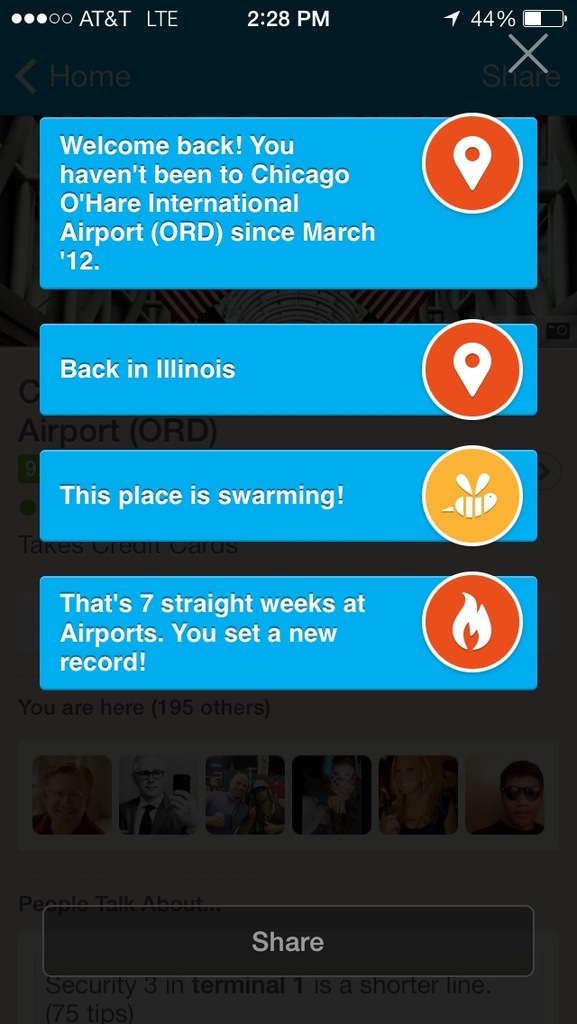 AT&T LTE 2:28 PM 44%
Home Share
Welcome back! You
haven't been to Chicago
O'Hare International
Airport (ORD) since March
'12.
Back in Illinois
C
Airport (ORD)
9
This place is swarming!
Takes Credit Cards
That's 7 straight weeks at
Airports. You set a new
record!
You are here (195 others)
People Talk About...
Share
Security 3 in terminal 1 is a shorter line.
(75 tips)